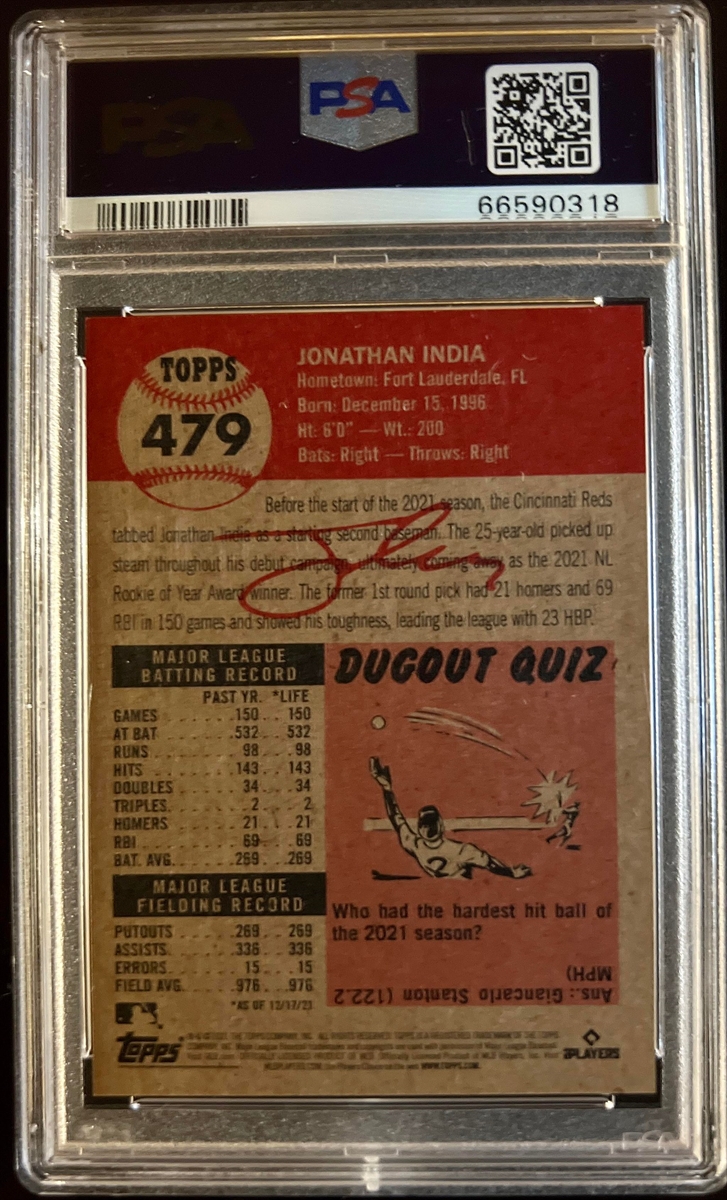 PSA
PSA
66590318
TOPPS
479
JONATHAN INDIA
Hometown: Fort Lauderdale, FL
Born: December 15, 1996
Ht: 6'0" — Wt.: 200
Bats: Right — Throws: Right
Before the start of the 2021 season, the Cincinnati Reds
tabbed Jonathan India as a starting second baseman. The 25-year-old picked up
steam throughout his debut campaign, ultimately coming away as the 2021 NL
Rookie of Year Award winner. The former 1st round pick had 21 homers and 69
RBI in 150 games and showed his toughness, leading the league with 23 HBP.
MAJOR LEAGUE
BATTING RECORD
PAST YR. *LIFE
GAMES 150 150
AT BAT 532 532
RUNS 98 98
HITS 143 143
DOUBLES 34 34
TRIPLES 2 2
HOMERS 21 21
RBI 69 69
BAT. AVG. .269 .269
MAJOR LEAGUE
FIELDING RECORD
PUTOUTS 269 269
ASSISTS 336 336
ERRORS 15 15
FIELD AVG. .976 .976
DUGOUT QUIZ
2
Who had the hardest hit ball of
the 2021 season?
Ans.: Giancarlo Stanton (122.2
MPH)
topps
PLAYERS
PSA